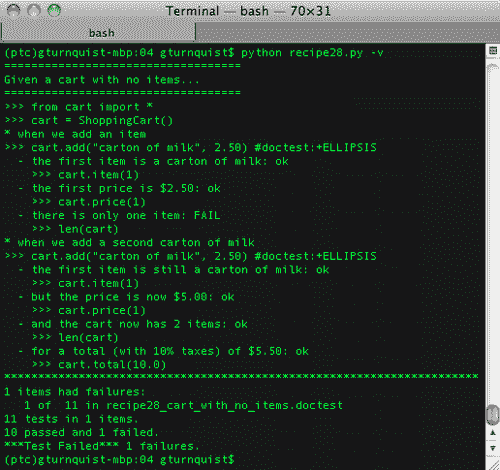 Terminal — bash — 70×31
bash
(ptc)gturnquist-mbp:04 gturnquist$ python recipe28.py -v
===================================
Given a cart with no items...
===================================
>>> from cart import *
>>> cart = ShoppingCart()
* when we add an item
>>> cart.add("carton of milk", 2.50) #doctest:+ELLIPSIS
- the first item is a carton of milk: ok
>>> cart.item(1)
- the first price is $2.50: ok
>>> cart.price(1)
- there is only one item: FAIL
>>> len(cart)
* when we add a second carton of milk
>>> cart.add("carton of milk", 2.50) #doctest:+ELLIPSIS
- the first item is still a carton of milk: ok
>>> cart.item(1)
- but the price is now $5.00: ok
>>> cart.price(1)
- and the cart now has 2 items: ok
>>> len(cart)
- for a total (with 10% taxes) of $5.50: ok
>>> cart.total(10.0)
**********************************************************************
1 items had failures:
1 of  11 in recipe28_cart_with_no_items.doctest
11 tests in 1 items.
10 passed and 1 failed.
***Test Failed*** 1 failures.
(ptc)gturnquist-mbp:04 gturnquist$